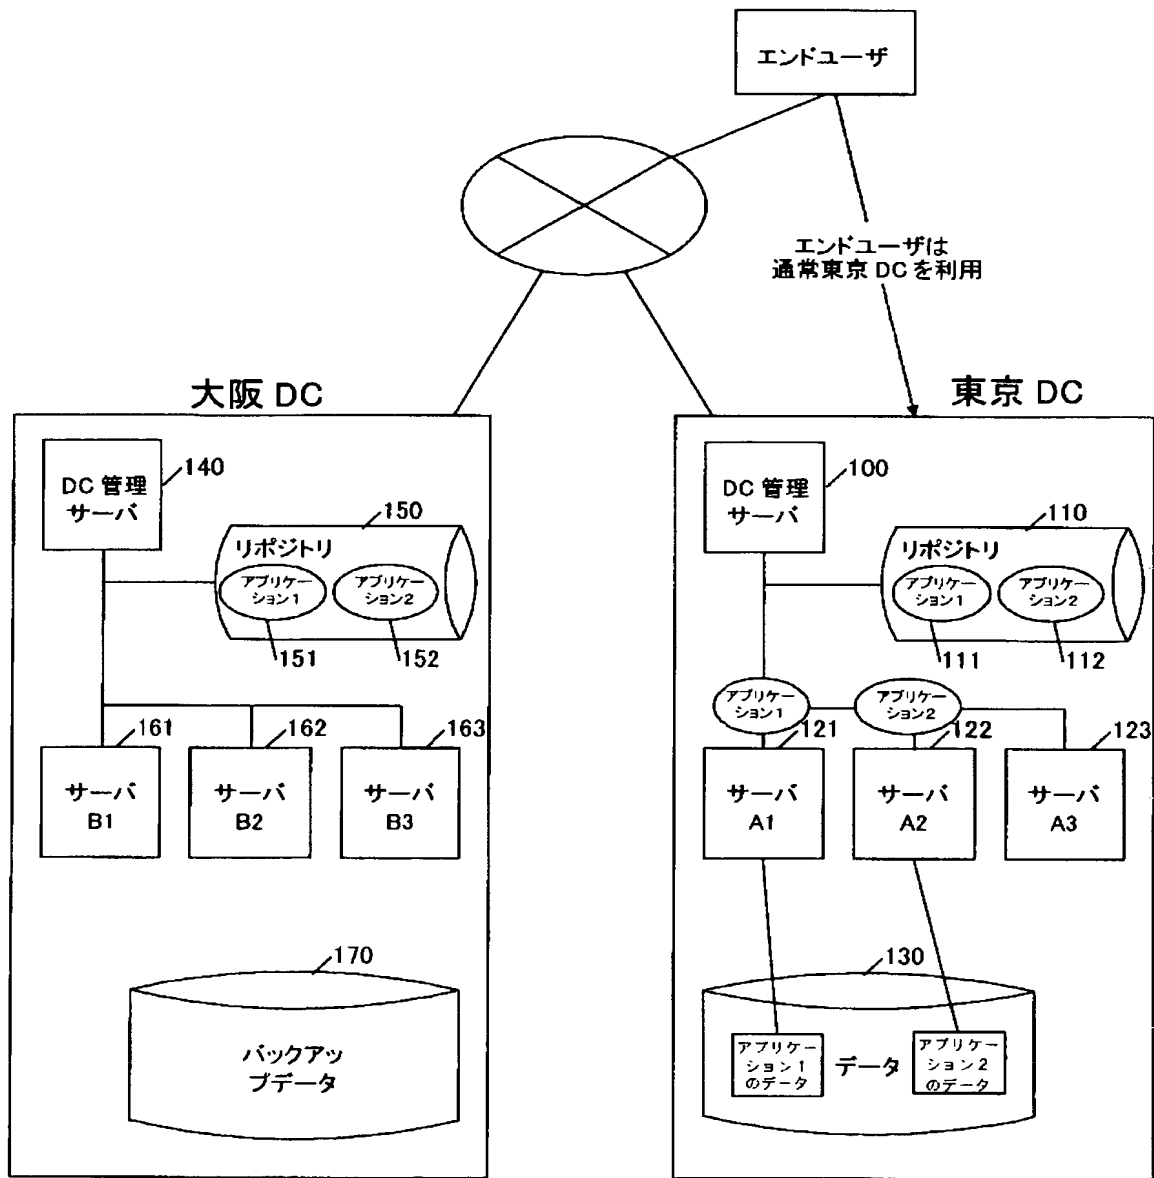 エンドユーザ
エンドユーザは
通常東京 DC を利用
大阪 DC
DC 管理
サーバ
140
150
リポジトリ
アプリケー
ション1
アプリケー
ション2
151
152
161
162
163
サーバ
B1
サーバ
B2
サーバ
B3
170
バックアッ
プデータ
東京 DC
DC 管理
サーバ
100
110
リポジトリ
アプリケー
ション1
アプリケー
ション2
111
112
アプリケー
ション1
アプリケー
ション2
121
122
123
サーバ
A1
サーバ
A2
サーバ
A3
130
アプリケー
ション1
のデータ
データ
アプリケー
ション2
のデータ